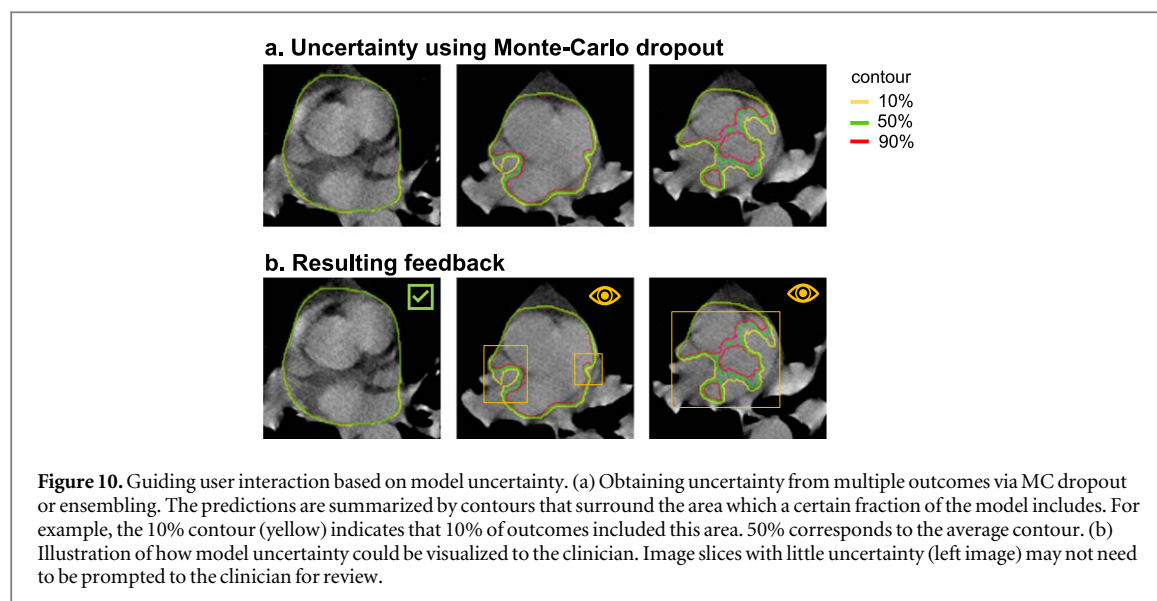 a. Uncertainty using Monte-Carlo dropout
contour
10%
50%
90%
b. Resulting feedback
Figure 10. Guiding user interaction based on model uncertainty. (a) Obtaining uncertainty from multiple outcomes via MC dropout
or ensembling. The predictions are summarized by contours that surround the area which a certain fraction of the model includes. For
example, the 10% contour (yellow) indicates that 10% of outcomes included this area. 50% corresponds to the average contour. (b)
Illustration of how model uncertainty could be visualized to the clinician. Image slices with little uncertainty (left image) may not need
to be prompted to the clinician for review.